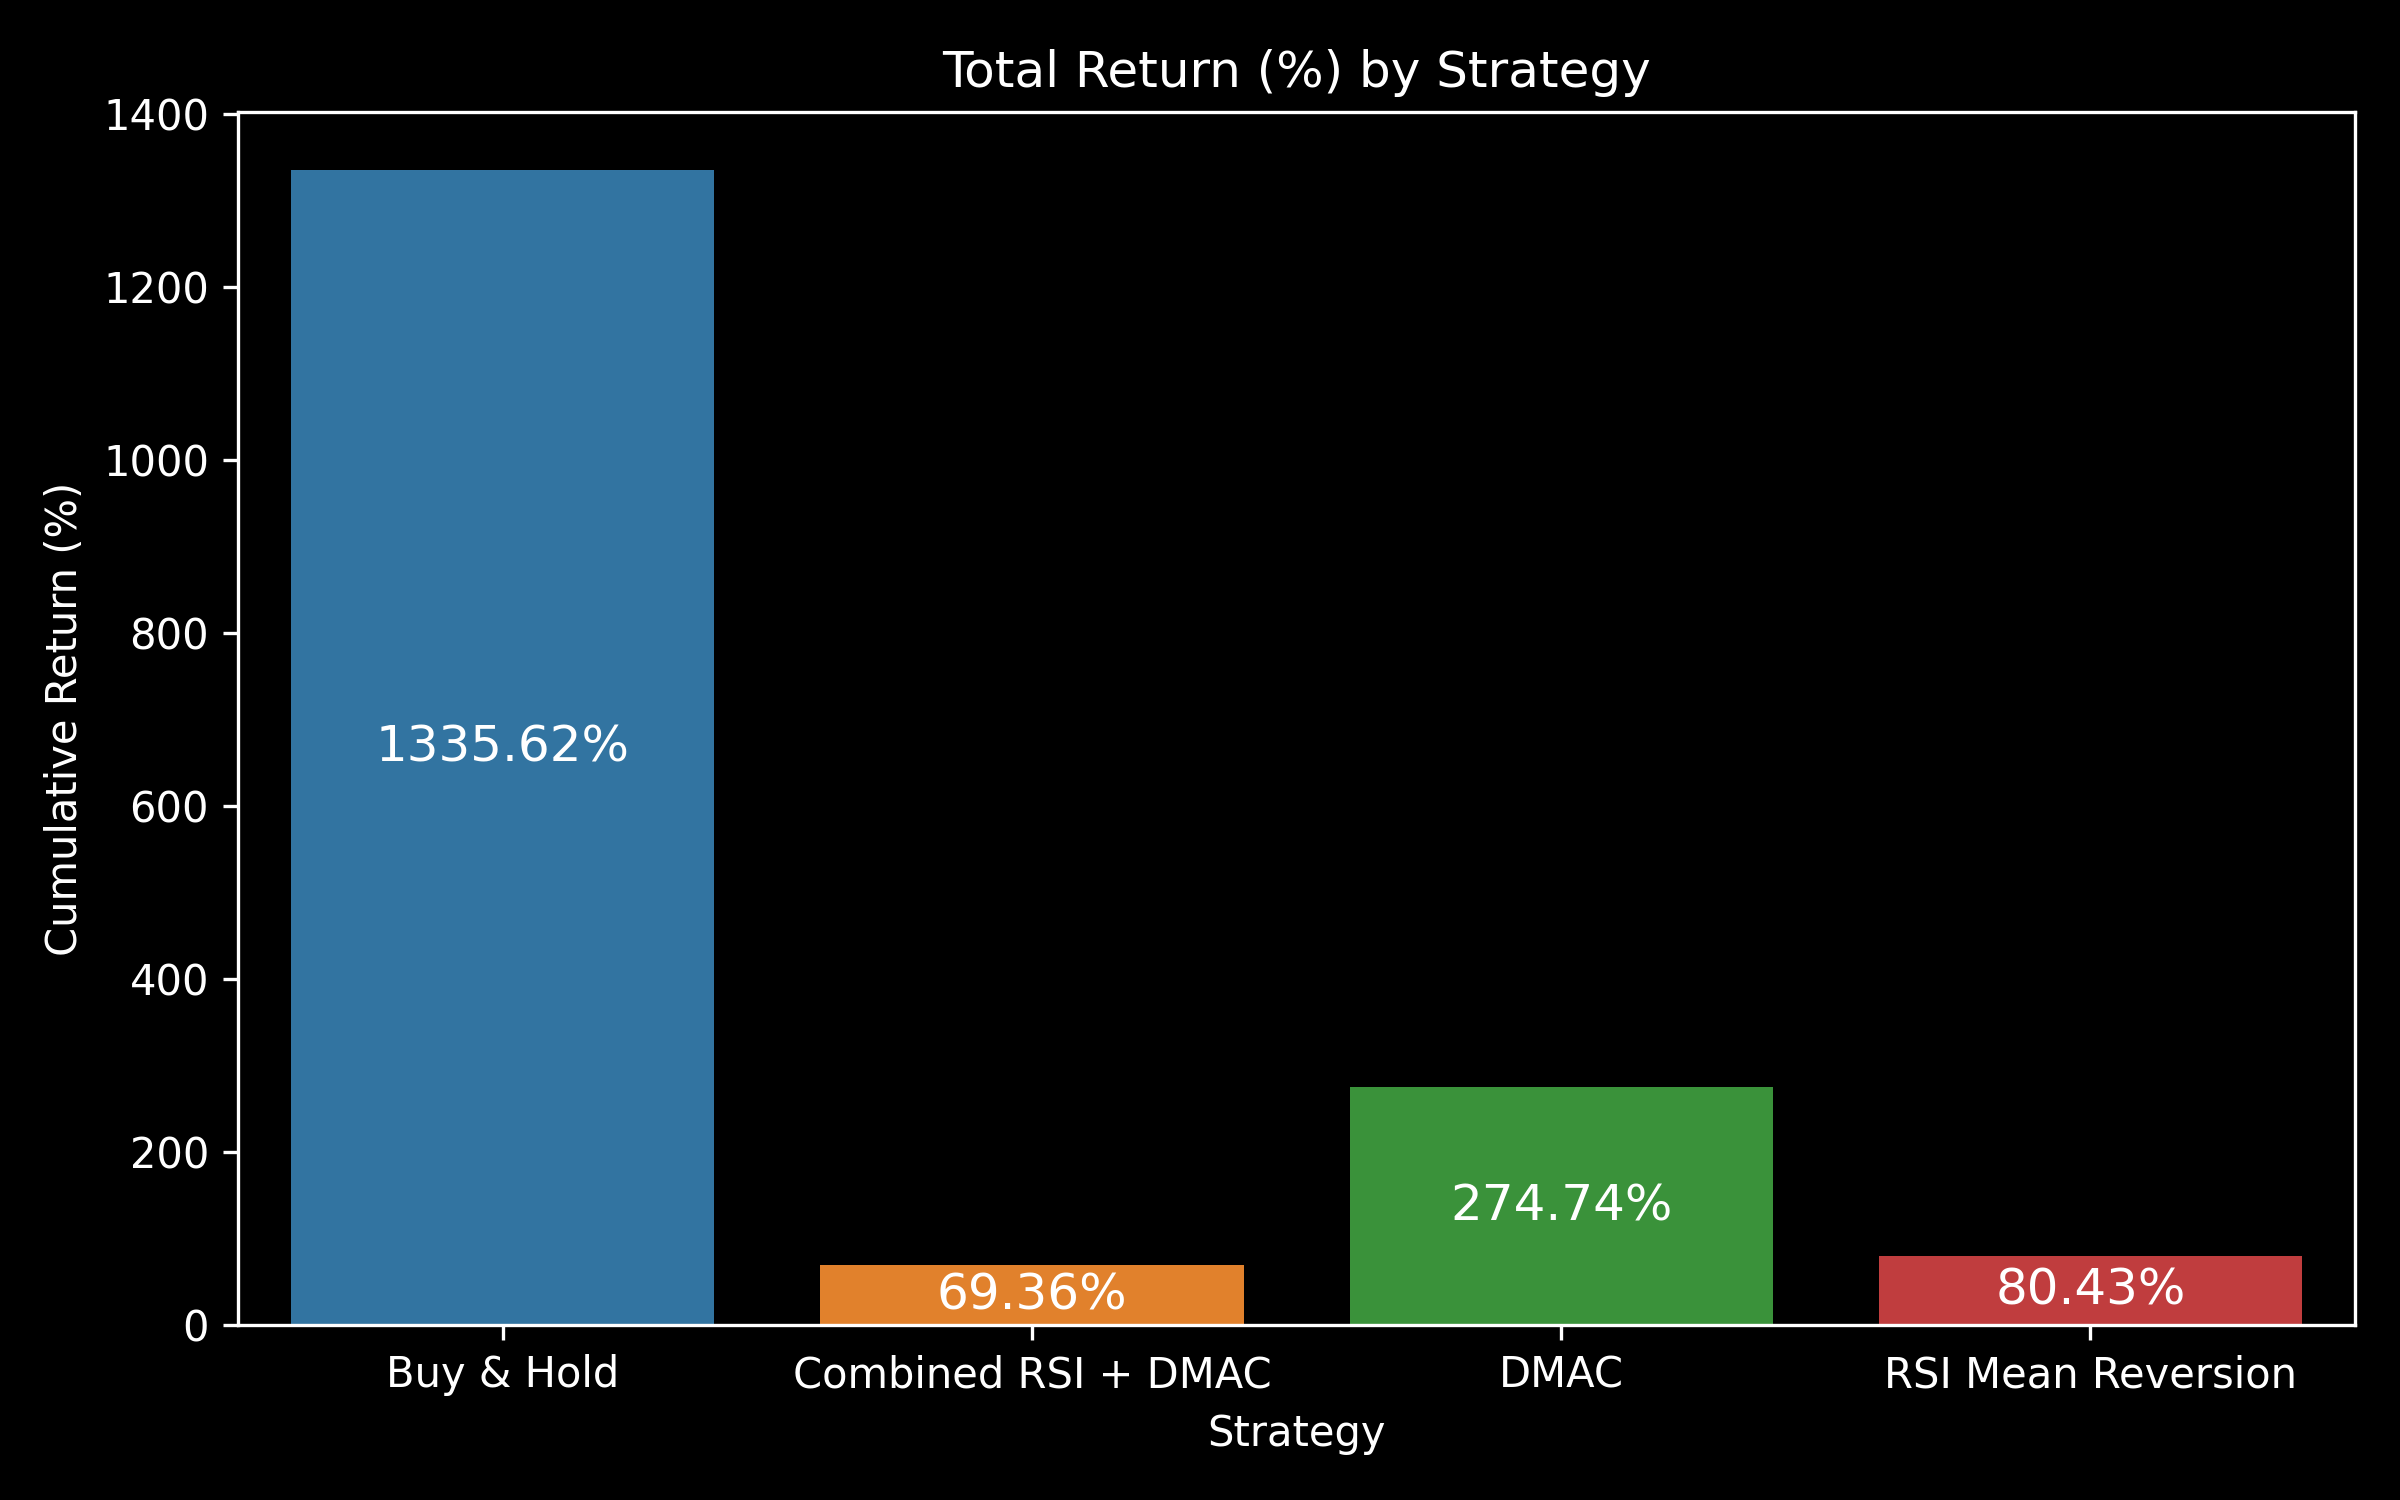 Total Return (%) by Strategy
Cumulative Return (%)
1400
1200
1000
800
600
400
200
0
1335.62%
69.36%
274.74%
80.43%
Buy & Hold
Combined RSI + DMAC
DMAC
RSI Mean Reversion
Strategy